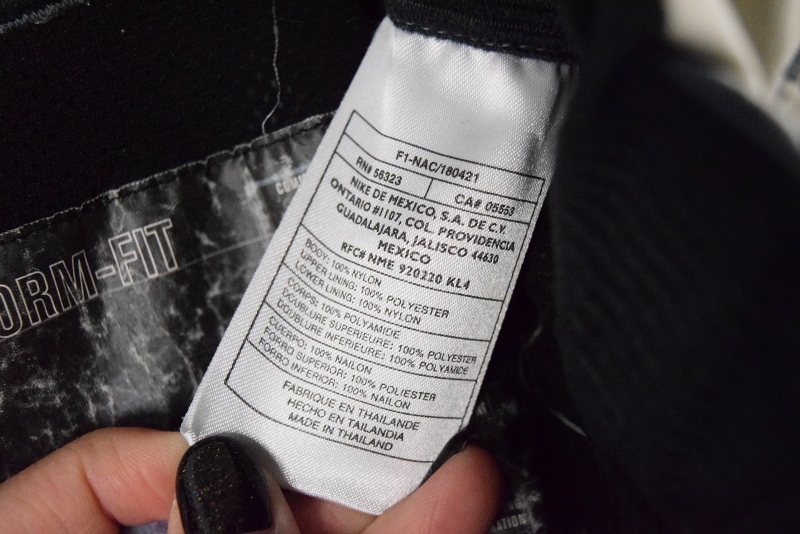 F1-NAC/180421
RN# 56323 CA# 05553
NIKE DE MEXICO, S.A. DE C.V.
ONTARIO #1107, COL. PROVIDENCIA
GUADALAJARA, JALISCO 44630
MEXICO
RFC# NME 920220 KL4
BODY: 100% NYLON
UPPER LINING: 100% POLYESTER
LOWER LINING: 100% NYLON
CORPS: 100% POLYAMIDE
DOUBLURE SUPERIEURE: 100% POLYESTER
DOUBLURE INFERIEURE: 100% POLYAMIDE
CUERPO: 100% NAILON
FORRO SUPERIOR: 100% POLIESTER
FORRO INFERIOR: 100% NAILON
FABRIQUE EN THAILANDE
HECHO EN TAILANDIA
MADE IN THAILAND
ORM-FIT